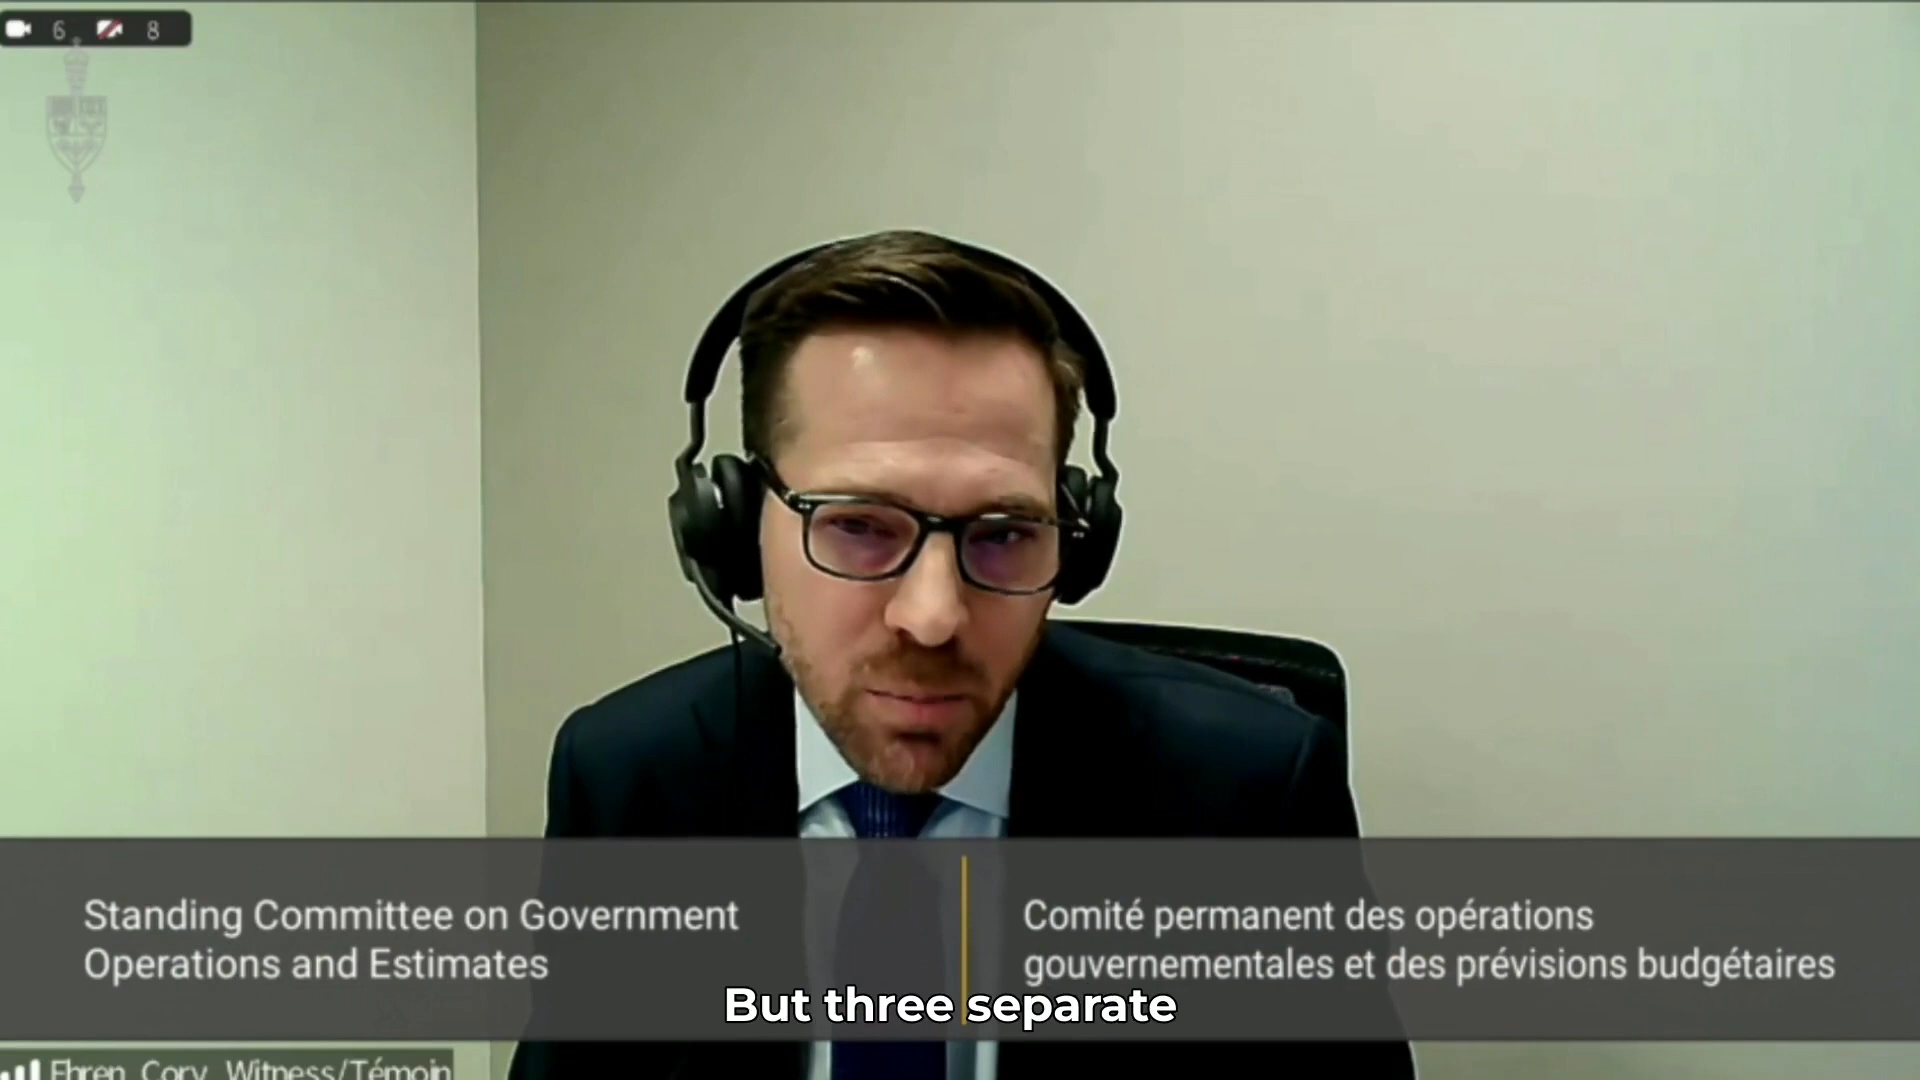 6 8
Standing Committee on Government
Operations and Estimates
Comité permanent des opérations
gouvernementales et des prévisions budgétaires
But three separate
Ehren Cory, Witness/Témoin